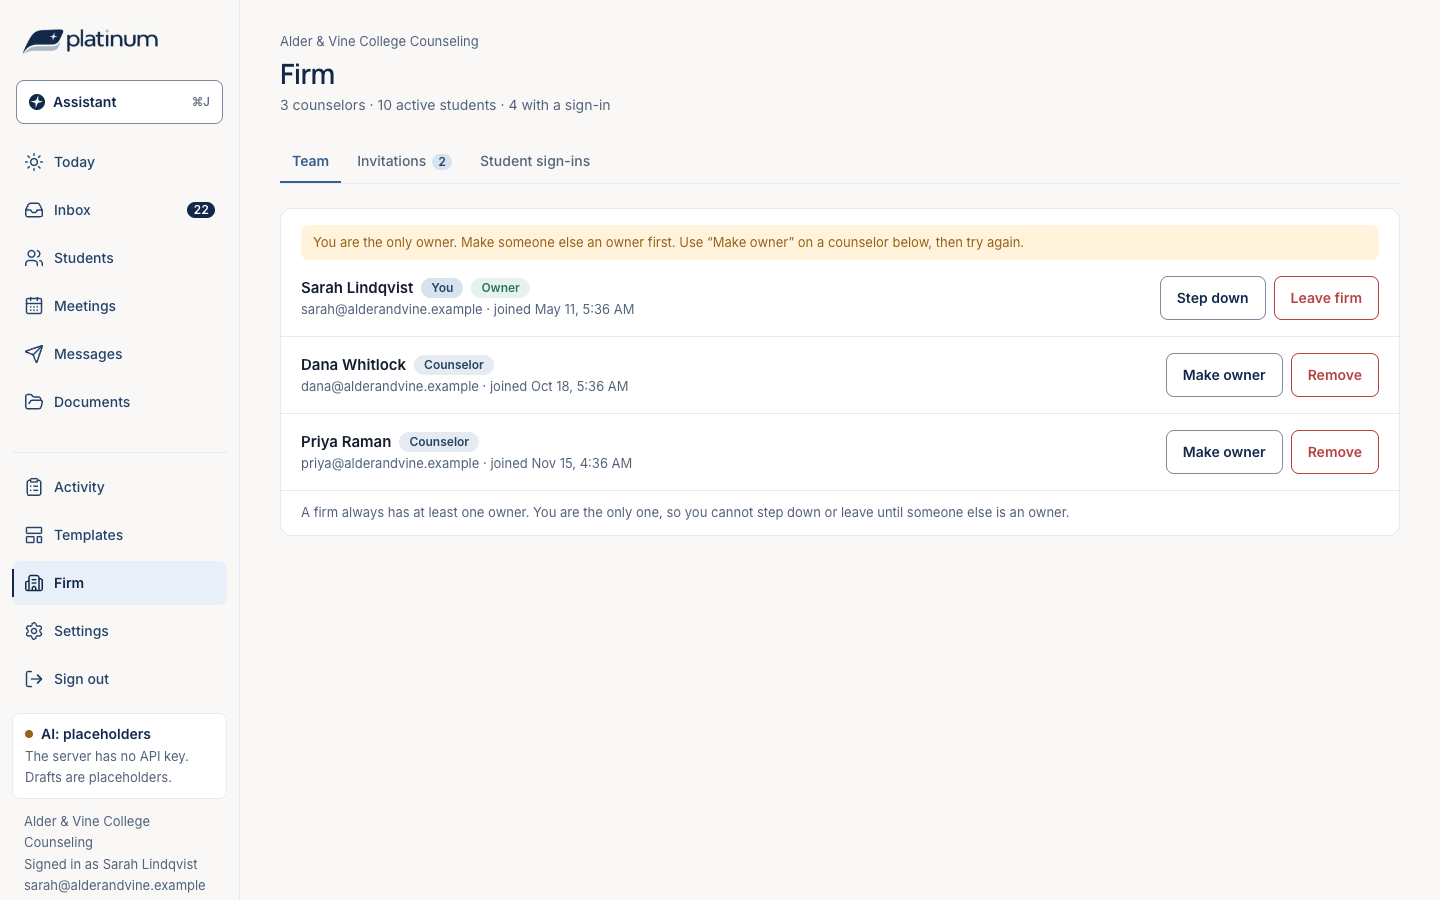 platinum
Assistant ⌘J
Today
Inbox 22
Students
Meetings
Messages
Documents
Activity
Templates
Firm
Settings
Sign out
AI: placeholders
The server has no API key.
Drafts are placeholders.
Alder & Vine College
Counseling
Signed in as Sarah Lindqvist
sarah@alderandvine.example
Alder & Vine College Counseling
Firm
3 counselors · 10 active students · 4 with a sign-in
Team Invitations 2 Student sign-ins
You are the only owner. Make someone else an owner first. Use “Make owner” on a counselor below, then try again.
Sarah Lindqvist You Owner
sarah@alderandvine.example · joined May 11, 5:36 AM
Step down Leave firm
Dana Whitlock Counselor
dana@alderandvine.example · joined Oct 18, 5:36 AM
Make owner Remove
Priya Raman Counselor
priya@alderandvine.example · joined Nov 15, 4:36 AM
Make owner Remove
A firm always has at least one owner. You are the only one, so you cannot step down or leave until someone else is an owner.